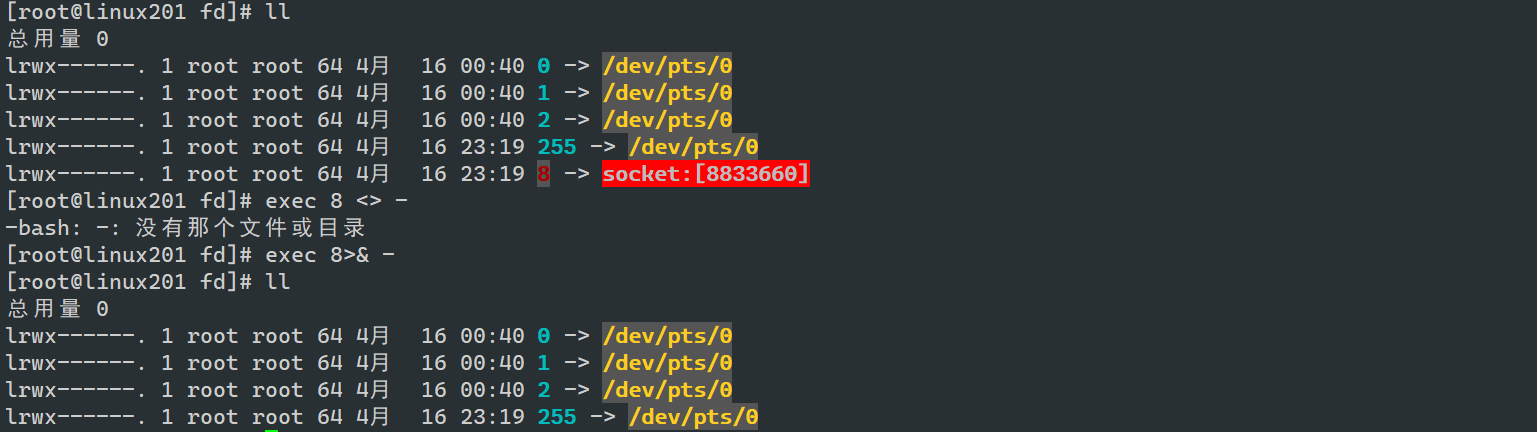 [root@linux201 fd]# ll
总用量 0
lrwx------. 1 root root 64 4月  16 00:40 0 -> /dev/pts/0
lrwx------. 1 root root 64 4月  16 00:40 1 -> /dev/pts/0
lrwx------. 1 root root 64 4月  16 00:40 2 -> /dev/pts/0
lrwx------. 1 root root 64 4月  16 23:19 255 -> /dev/pts/0
lrwx------. 1 root root 64 4月  16 23:19 8 -> socket:[8833660]
[root@linux201 fd]# exec 8 <> -
-bash: -: 没有那个文件或目录
[root@linux201 fd]# exec 8>& -
[root@linux201 fd]# ll
总用量 0
lrwx------. 1 root root 64 4月  16 00:40 0 -> /dev/pts/0
lrwx------. 1 root root 64 4月  16 00:40 1 -> /dev/pts/0
lrwx------. 1 root root 64 4月  16 00:40 2 -> /dev/pts/0
lrwx------. 1 root root 64 4月  16 23:19 255 -> /dev/pts/0